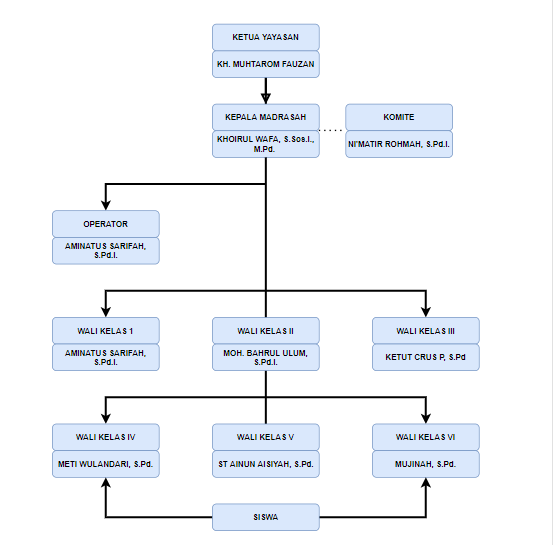 KETUA YAYASAN
KH. MUHTAROM FAUZAN
KEPALA MADRASAH
KHOIRUL WAFA, S.Sos.I.,
M.Pd.
KOMITE
NI'MATIR ROHMAH, S.Pd.I.
OPERATOR
AMINATUS SARIFAH,
S.Pd.I.
WALI KELAS 1
AMINATUS SARIFAH,
S.Pd.I.
WALI KELAS II
MOH. BAHRUL ULUM,
S.Pd.I.
WALI KELAS III
KETUT CRUS P, S.Pd
WALI KELAS IV
METI WULANDARI, S.Pd.
WALI KELAS V
ST AINUN AISIYAH, S.Pd.
WALI KELAS VI
MUJINAH, S.Pd.
SISWA